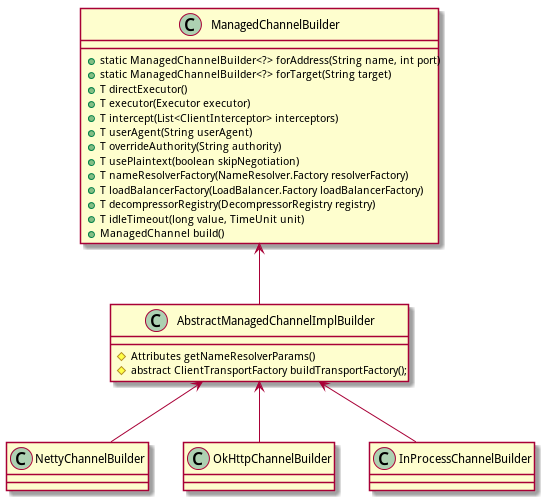 C ManagedChannelBuilder
static ManagedChannelBuilder<?> forAddress(String name, int port)
static ManagedChannelBuilder<?> forTarget(String target)
T directExecutor()
T executor(Executor executor)
T intercept(List<ClientInterceptor> interceptors)
T userAgent(String userAgent)
T overrideAuthority(String authority)
T usePlaintext(boolean skipNegotiation)
T nameResolverFactory(NameResolver.Factory resolverFactory)
T loadBalancerFactory(LoadBalancer.Factory loadBalancerFactory)
T decompressorRegistry(DecompressorRegistry registry)
T idleTimeout(long value, TimeUnit unit)
ManagedChannel build()
C AbstractManagedChannelImplBuilder
Attributes getNameResolverParams()
abstract ClientTransportFactory buildTransportFactory();
C NettyChannelBuilder
C OkHttpChannelBuilder
C InProcessChannelBuilder